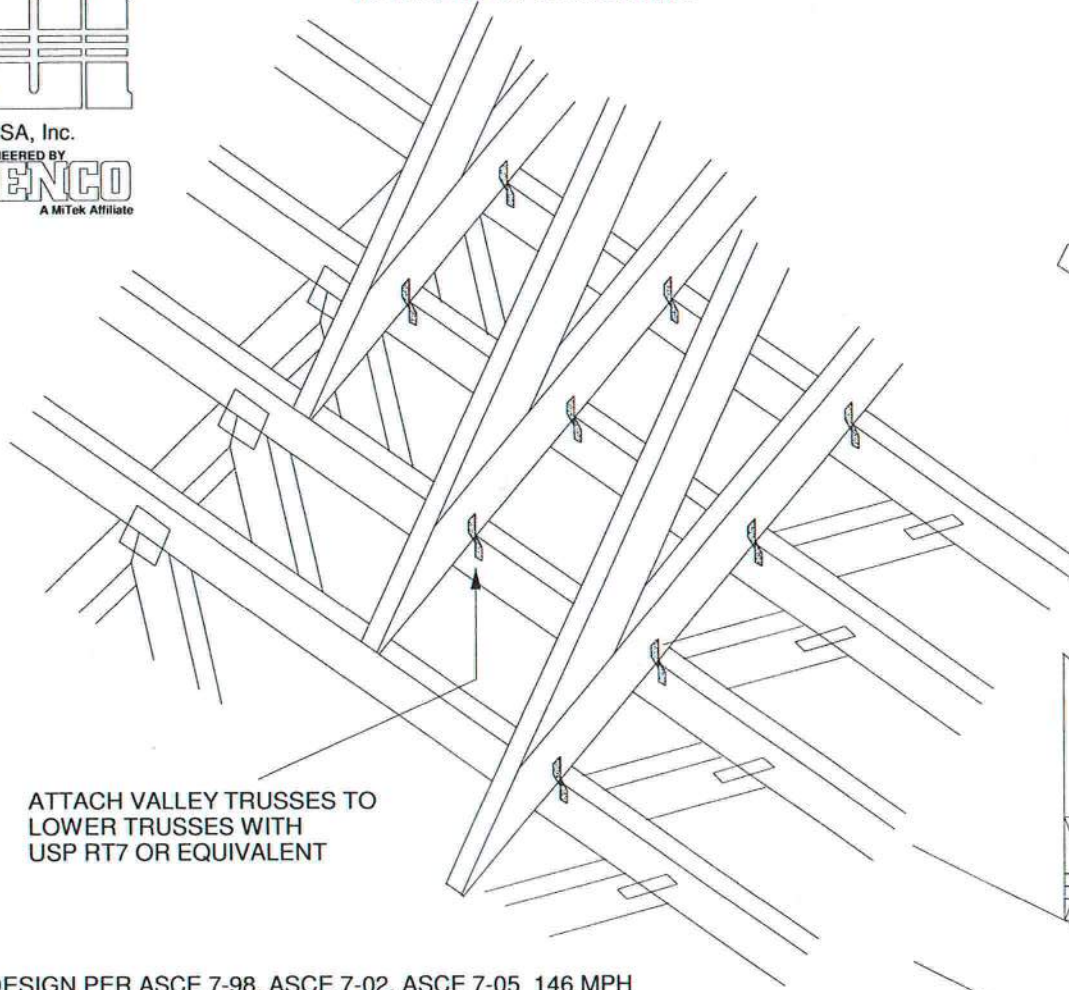 SA, Inc.
ENCO
A MiTek Affiliate
ATTACH VALLEY TRUSSES TO
LOWER TRUSSES WITH
USP RT7 OR EQUIVALENT
DESIGN PER ASCE 7-98, ASCE 7-02, ASCE 7-05 146 MPH